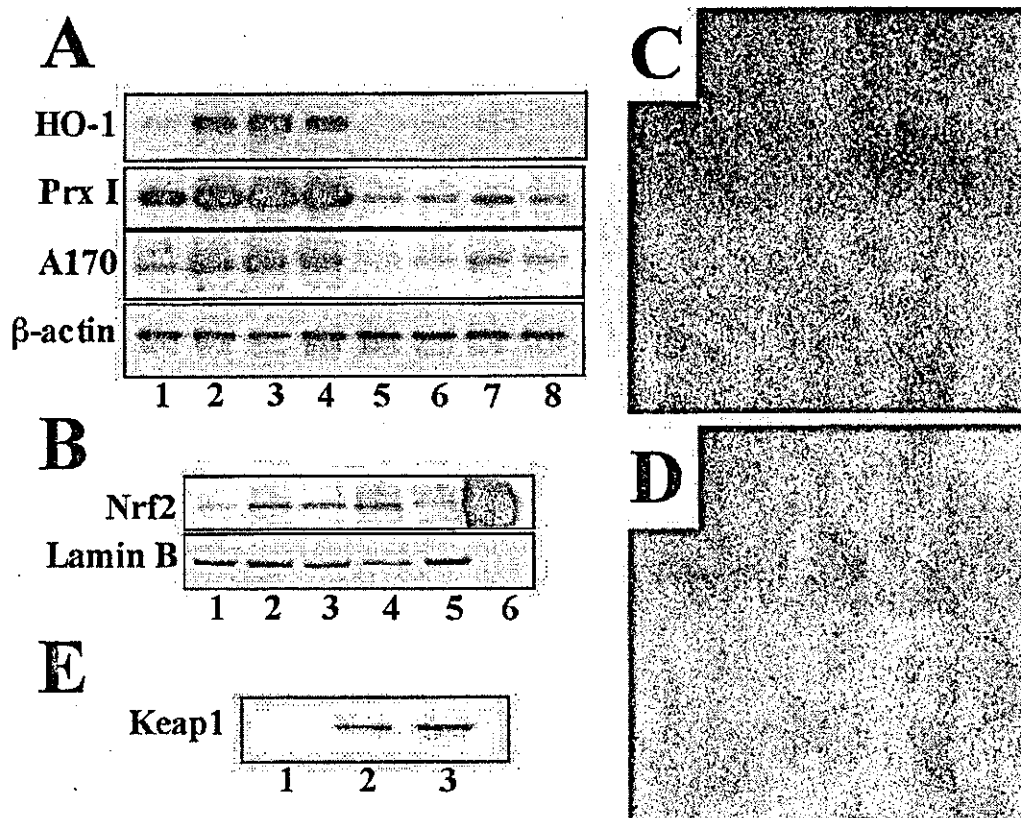 A
HO-1
Prx I
A170
β-actin
1 2 3 4 5 6 7 8
B
Nrf2
Lamin B
1 2 3 4 5 6
E
Keap1
1 2 3
C
D